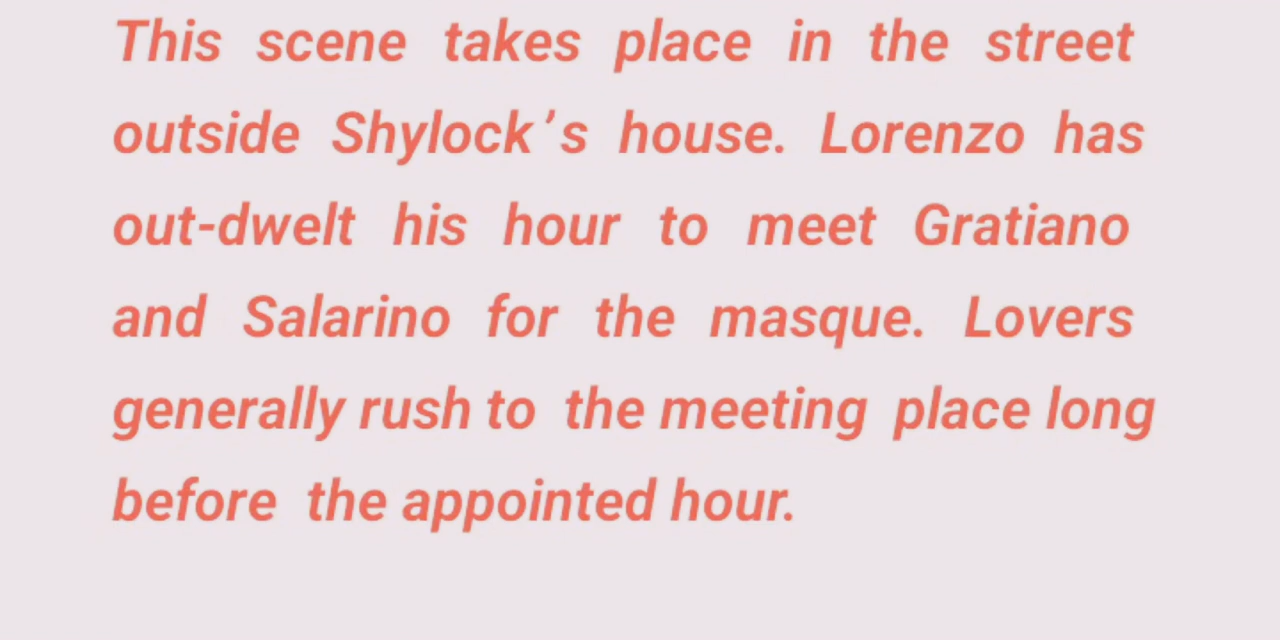 This scene takes place in the street
outside Shylock's house. Lorenzo has
out-dwelt his hour to meet Gratiano
and Salarino for the masque. Lovers
generally rush to the meeting place long
before the appointed hour.